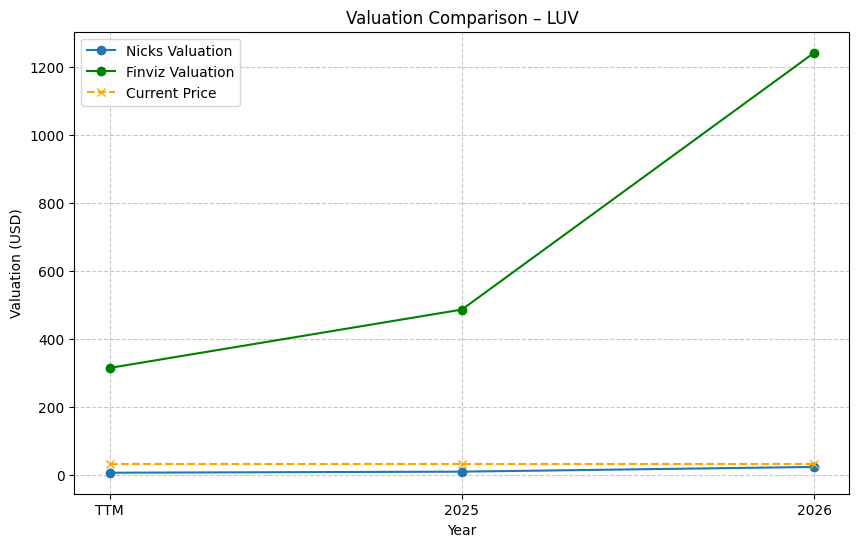 Valuation Comparison – LUV
Nicks Valuation
Finviz Valuation
Current Price
Valuation (USD)
1200
1000
800
600
400
200
0
TTM
2025
2026
Year